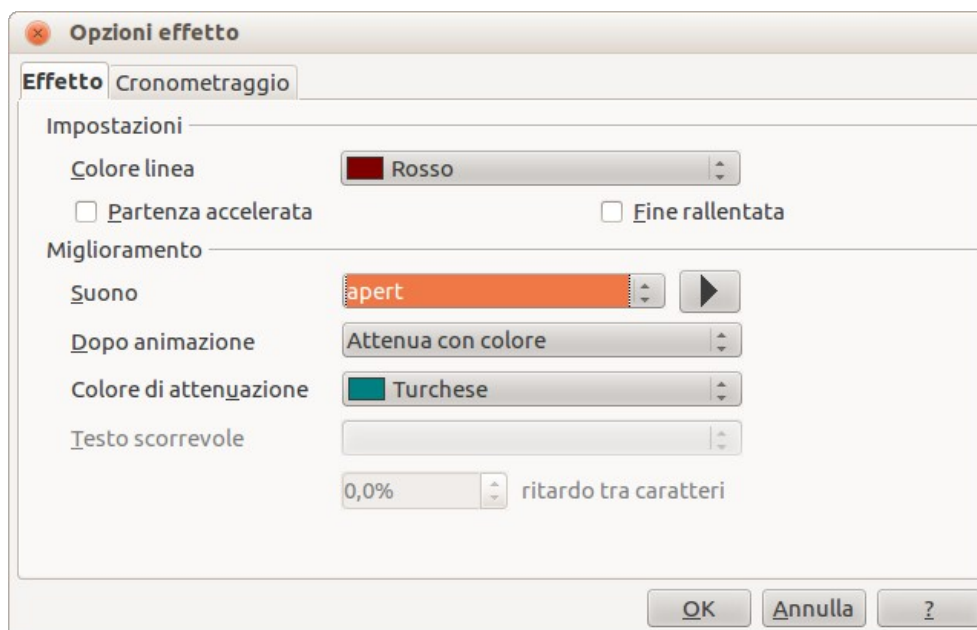 Opzioni effetto
Effetto Cronometraggio
Impostazioni
Colore linea Rosso
Partenza accelerata Fine rallentata
Miglioramento
Suono apert
Dopo animazione Attenua con colore
Colore di attenuazione Turchese
Testo scorrevole
0,0% ritardo tra caratteri
OK Annulla ?